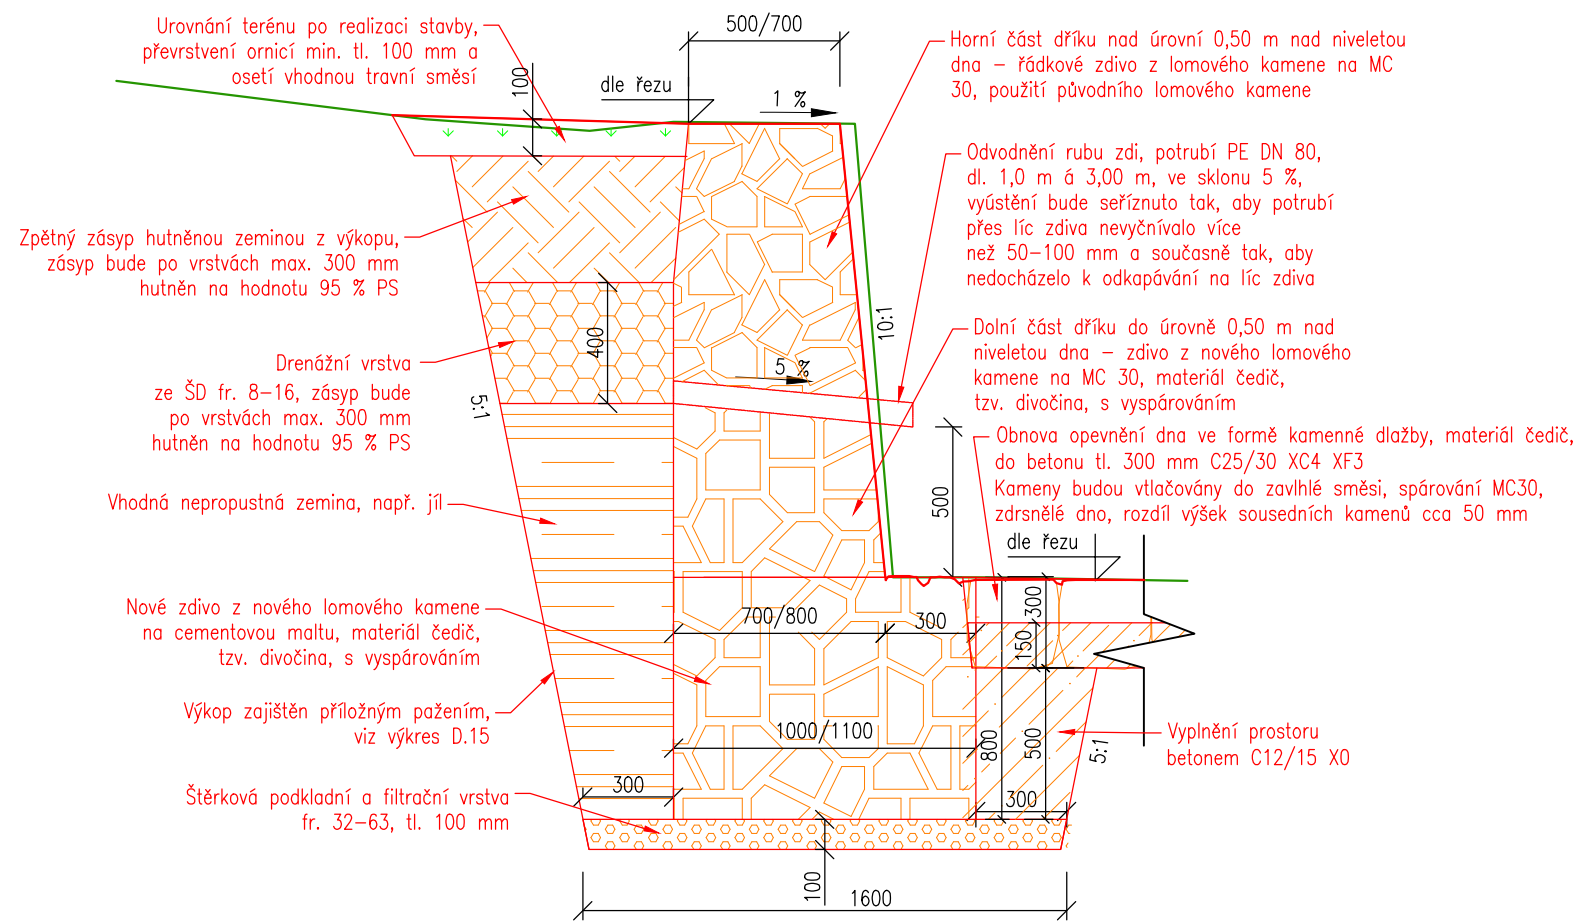 Urovnání terénu po realizaci stavby,
převrstvení ornicí min. tl. 100 mm a
osetí vhodnou travní směsí
100
dle řezu
500/700
1 %
Horní část dříku nad úrovní 0,50 m nad niveletou
dna – řádkové zdivo z lomového kamene na MC
30, použití původního lomového kamene
Odvodnění rubu zdi, potrubí PE DN 80,
dl. 1,0 m á 3,00 m, ve sklonu 5 %,
vyústění bude seříznuto tak, aby potrubí
přes líc zdiva nevyčnívalo více
než 50–100 mm a současně tak, aby
nedocházelo k odkapávání na líc zdiva
Zpětný zásyp hutněnou zeminou z výkopu,
zásyp bude po vrstvách max. 300 mm
hutněn na hodnotu 95 % PS
400
10:1
5 %
Dolní část dříku do úrovně 0,50 m nad
niveletou dna – zdivo z nového lomového
kamene na MC 30, materiál čedič,
tzv. divočina, s vyspárováním
Drenážní vrstva
ze ŠD fr. 8–16, zásyp bude
po vrstvách max. 300 mm
hutněn na hodnotu 95 % PS
5:1
Obnova opevnění dna ve formě kamenné dlažby, materiál čedič,
do betonu tl. 300 mm C25/30 XC4 XF3
Kameny budou vtlačovány do zavlhlé směsi, spárování MC30,
zdrsnělé dno, rozdíl výšek sousedních kamenů cca 50 mm
500
dle řezu
Vhodná nepropustná zemina, např. jíl
Nové zdivo z nového lomového kamene
na cementovou maltu, materiál čedič,
tzv. divočina, s vyspárováním
700/800
300
300
150
Výkop zajištěn příložným pažením,
viz výkres D.15
1000/1100
800
500
5:1
Vyplnění prostoru
betonem C12/15 X0
Štěrková podkladní a filtrační vrstva
fr. 32–63, tl. 100 mm
300
300
100
1600